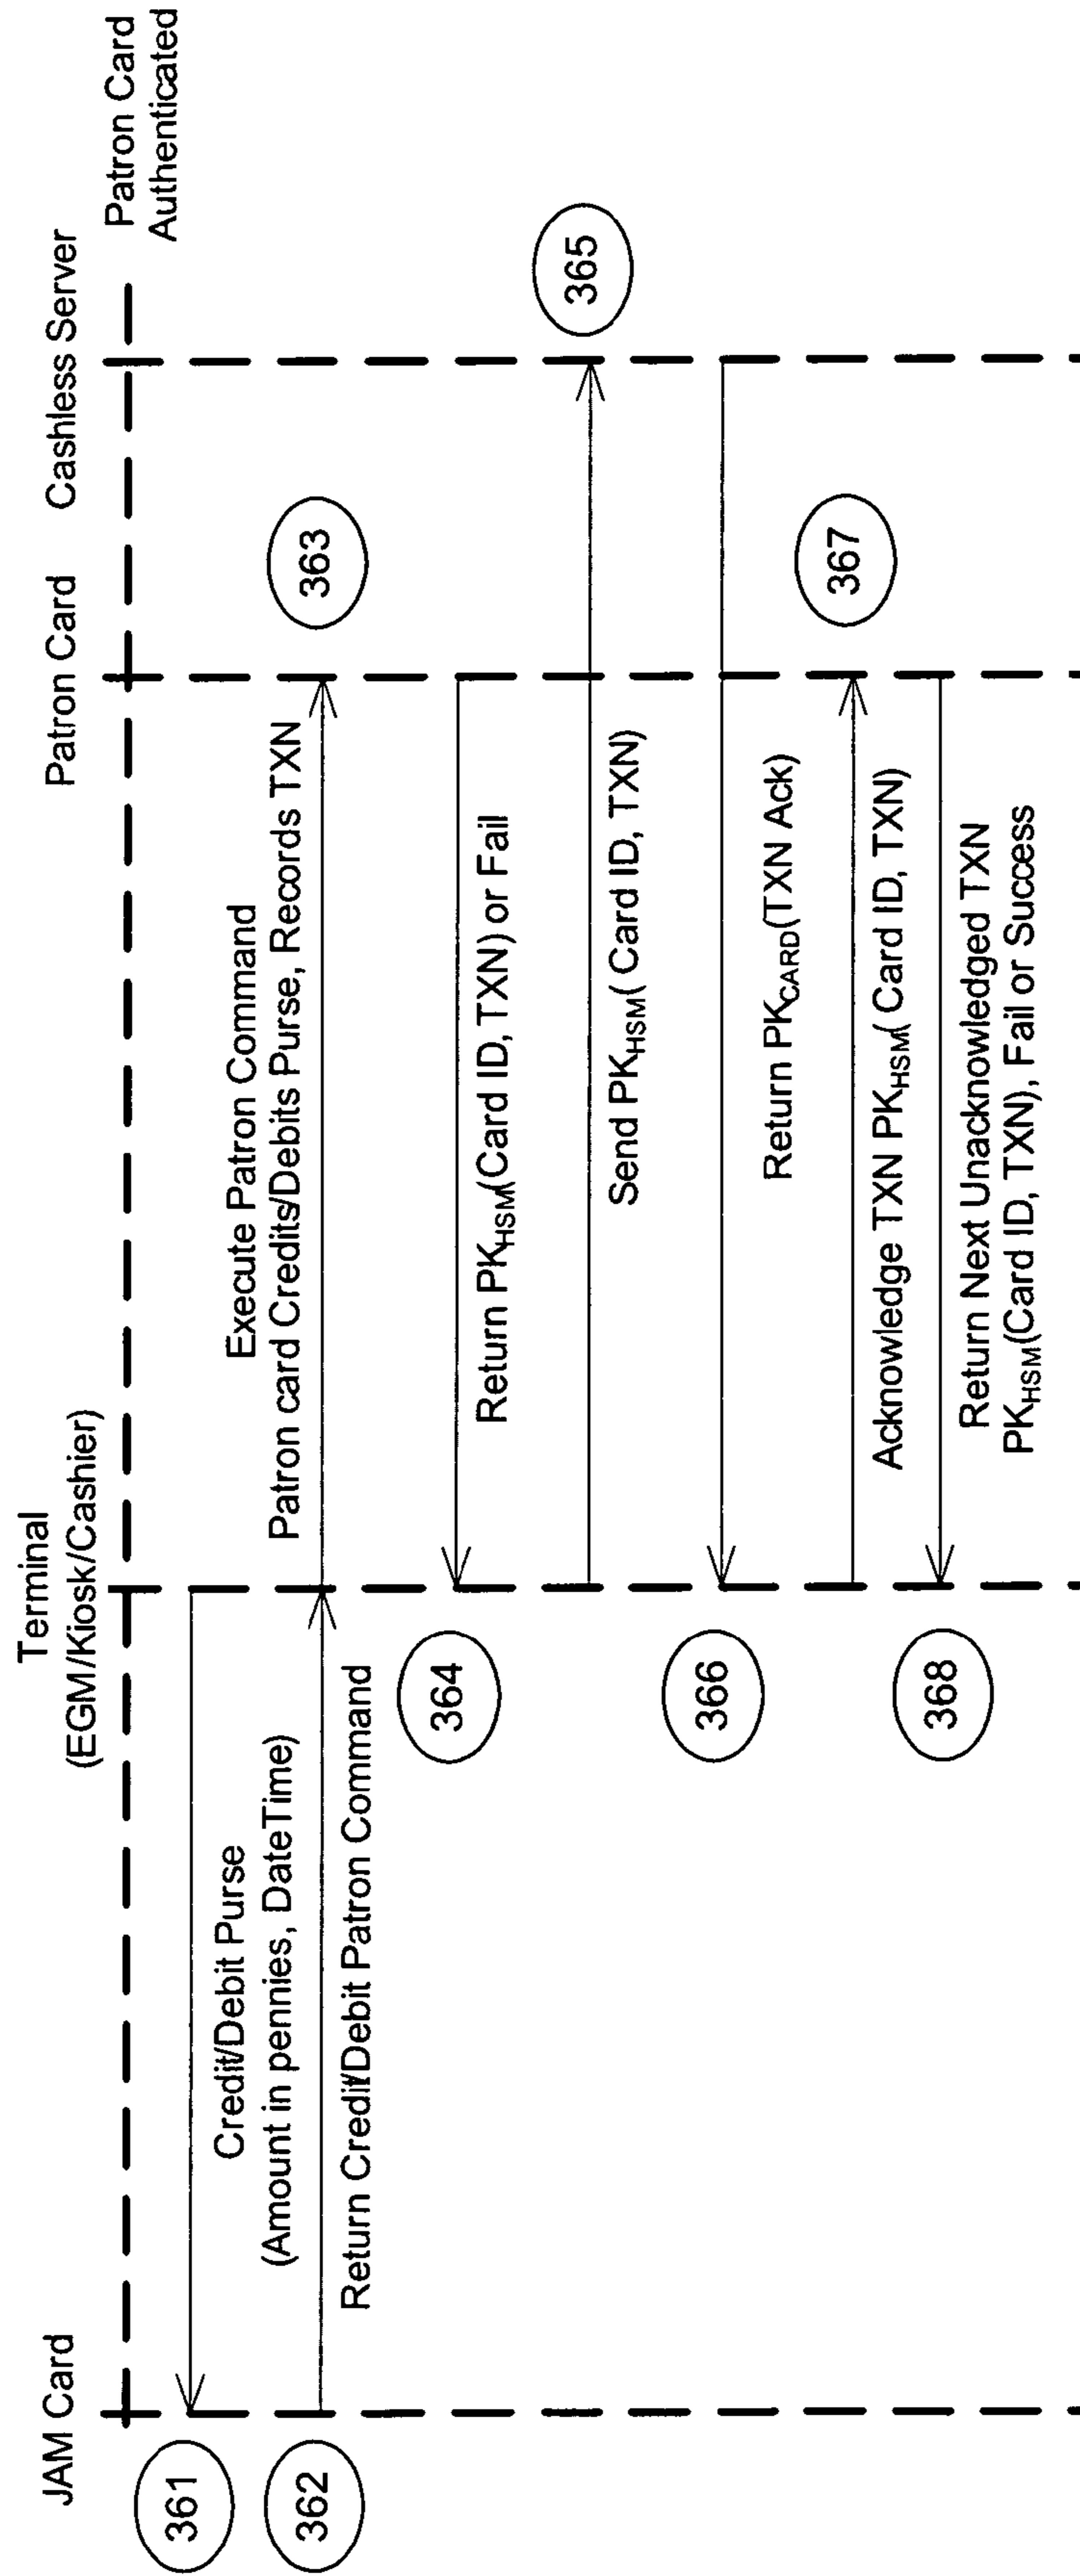 JAM Card
Terminal
(EGM/Kiosk/Cashier)
Patron Card
Cashless Server
Patron Card
Authenticated
361
Credit/Debit Purse
(Amount in pennies, DateTime)
362
Return Credit/Debit Patron Command
Execute Patron Command
Patron card Credits/Debits Purse, Records TXN
363
364
Return PKHSM(Card ID, TXN) or Fail
365
Send PKHSM( Card ID, TXN)
366
Return PKCARD(TXN Ack)
367
Acknowledge TXN PKHSM( Card ID, TXN)
368
Return Next Unacknowledged TXN
PKHSM(Card ID, TXN), Fail or Success